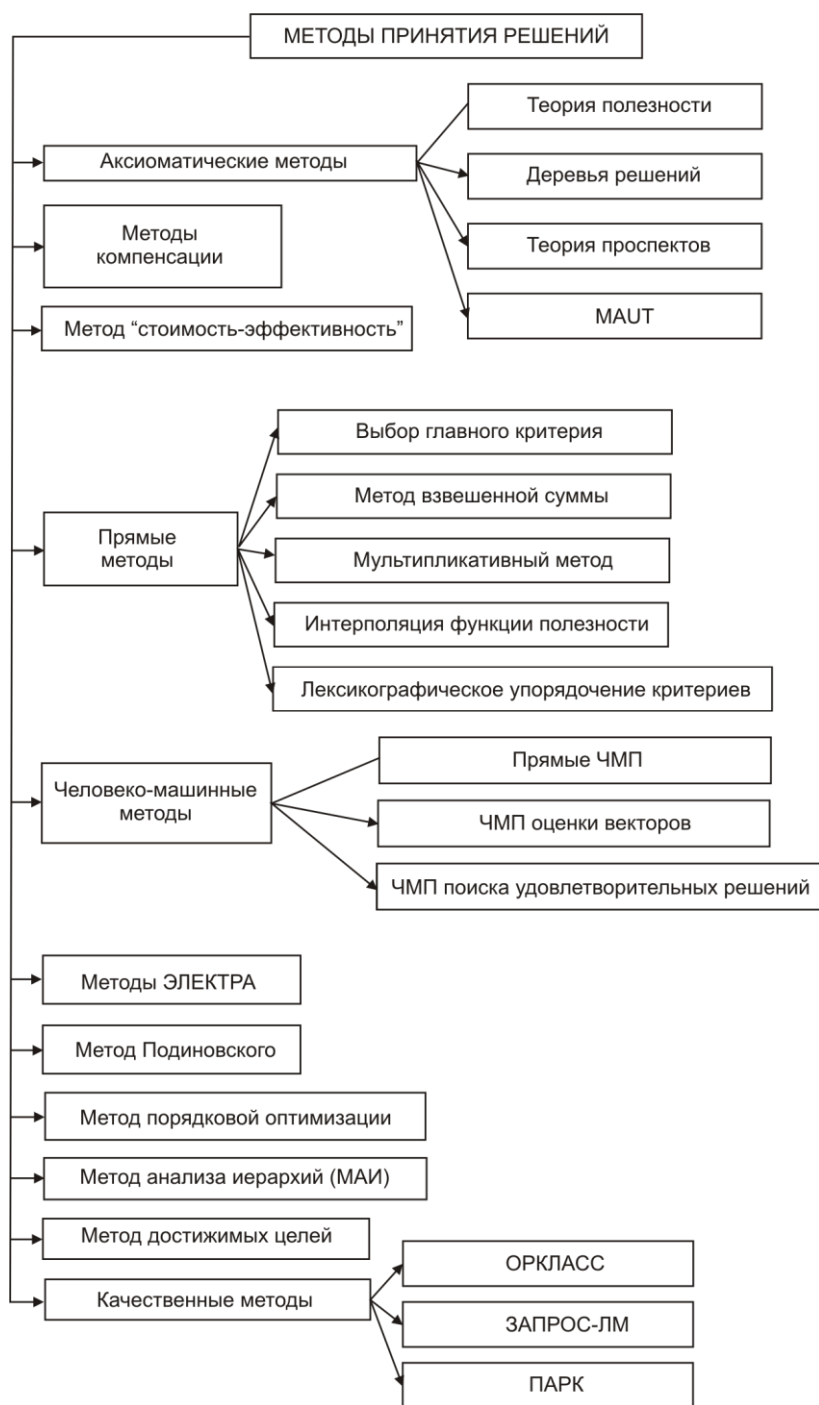 МЕТОДЫ ПРИНЯТИЯ РЕШЕНИЙ
Аксиоматические методы
Теория полезности
Деревья решений
Теория проспектов
MAUT
Методы
компенсации
Метод “стоимость-эффективность”
Прямые
методы
Выбор главного критерия
Метод взвешенной суммы
Мультипликативный метод
Интерполяция функции полезности
Лексикографическое упорядочение критериев
Человеко-машинные
методы
Прямые ЧМП
ЧМП оценки векторов
ЧМП поиска удовлетворительных решений
Методы ЭЛЕКТРА
Метод Подиновского
Метод порядковой оптимизации
Метод анализа иерархий (МАИ)
Метод достижимых целей
Качественные методы
ОРКЛАСС
ЗАПРОС-ЛМ
ПАРК